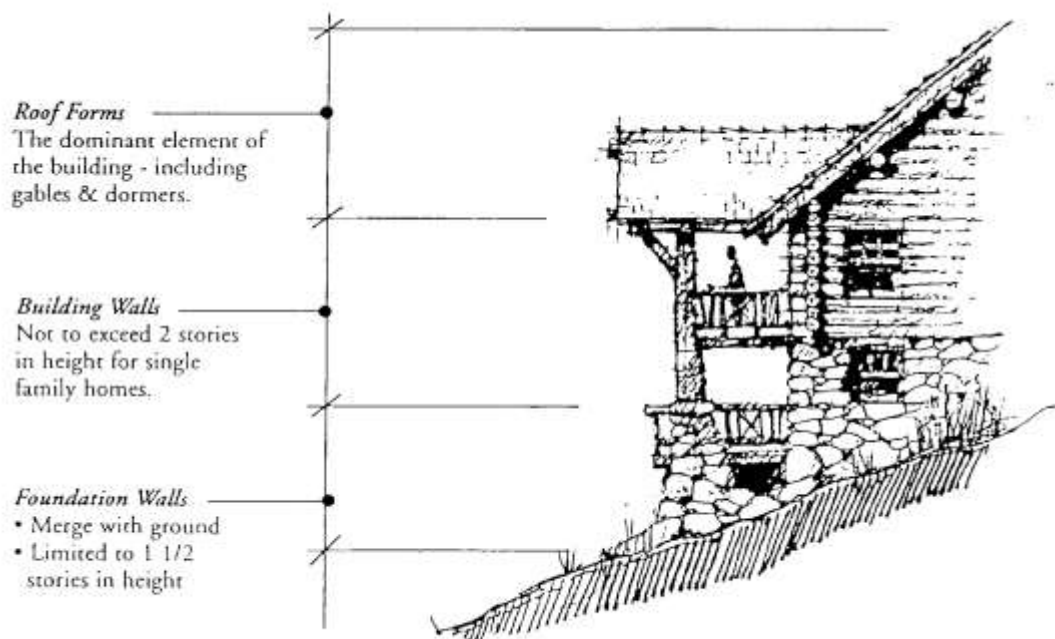 Roof Forms
The dominant element of
the building - including
gables & dormers.
Building Walls
Not to exceed 2 stories
in height for single
family homes.
Foundation Walls
• Merge with ground
• Limited to 1 1/2
stories in height